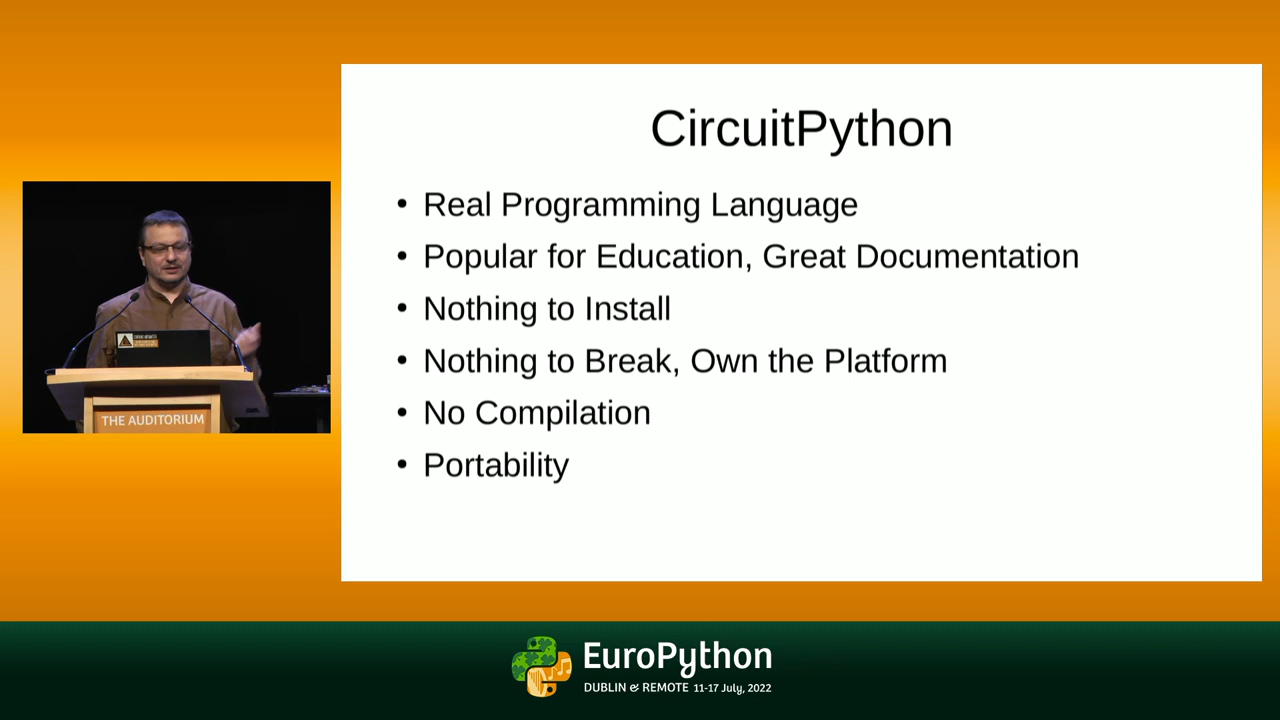 CircuitPython
• Real Programming Language
• Popular for Education, Great Documentation
• Nothing to Install
• Nothing to Break, Own the Platform
• No Compilation
• Portability
THE AUDITORIUM
EuroPython
DUBLIN & REMOTE 11-17 July, 2022